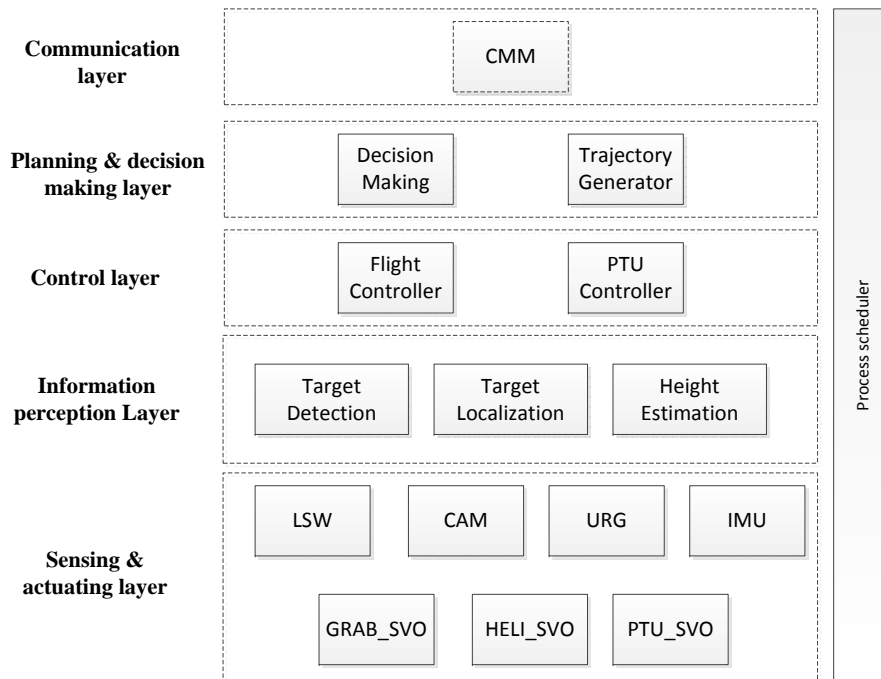 Communication
layer
CMM
Planning & decision
making layer
Decision
Making
Trajectory
Generator
Control layer
Flight
Controller
PTU
Controller
Information
perception Layer
Target
Detection
Target
Localization
Height
Estimation
Sensing &
actuating layer
LSW
CAM
URG
IMU
GRAB_SVO
HELI_SVO
PTU_SVO
Process scheduler